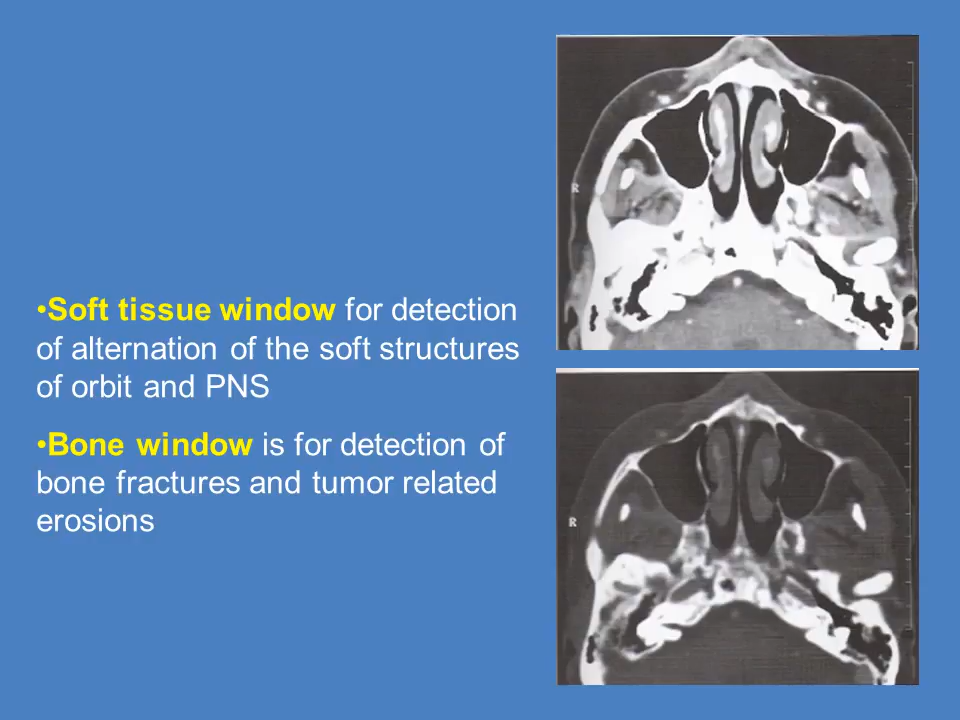 •Soft tissue window for detection
of alternation of the soft structures
of orbit and PNS
•Bone window is for detection of
bone fractures and tumor related
erosions
R
R